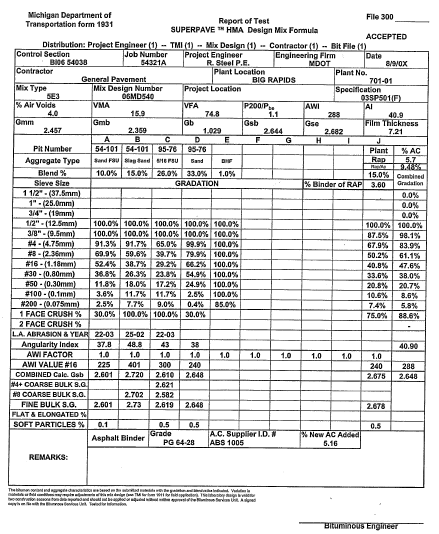 Michigan Department of
Transportation form 1931
Report of Test
SUPERPAVE ™ HMA Design Mix Formula
File 300
ACCEPTED
Distribution: Project Engineer (1) -- TMI (1) -- Mix Design (1) -- Contractor (1) -- Bit File (1)
Control Section Job Number Project Engineer Engineering Firm Date
BI06 54038 54321A R. Steel P.E. MDOT 8/9/0X
Contractor Plant Location Plant No.
General Pavement BIG RAPIDS 701-01
Mix Type Mix Design Number Project Location Specification
5E3 06MD540 03SP501(F)
% Air Voids VMA VFA P200/Pbe AWI Al
4.0 15.9 74.8 1.1 288 40.9
Gmm Gmb Gb Gsb Gse Film Thickness
2.457 2.359 1.029 2.644 2.682 7.21
A B C D E F G H I J
Pit Number 54-101 54-101 95-76 95-76 Plant % AC
Aggregate Type Sand FSU Slag Sand 5/16 FSU Sand BHF Rap 5.7
9.48%
Blend % 10.0% 15.0% 26.0% 33.0% 1.0% 15.0% Combined
Sieve Size GRADATION % Binder of RAP 3.60 Gradation
1 1/2" - (37.5mm) 0.0%
1" - (25.0mm) 0.0%
3/4" - (19mm) 0.0%
1/2" - (12.5mm) 100.0% 100.0% 100.0% 100.0% 100.0% 100.0% 100.0%
3/8" - (9.5mm) 100.0% 100.0% 100.0% 100.0% 100.0% 87.5% 98.1%
#4 - (4.75mm) 91.3% 91.7% 65.0% 99.9% 100.0% 67.9% 83.9%
#8 - (2.36mm) 69.9% 59.6% 39.7% 79.9% 100.0% 50.2% 61.1%
#16 - (1.18mm) 52.4% 38.7% 29.2% 66.2% 100.0% 40.8% 47.6%
#30 - (0.80mm) 36.8% 26.3% 23.8% 54.9% 100.0% 33.6% 38.0%
#50 - (0.30mm) 11.8% 18.0% 17.2% 24.9% 100.0% 20.8% 20.7%
#100 - (0.1mm) 3.6% 11.7% 11.7% 2.5% 100.0% 10.6% 8.6%
#200 - (0.075mm) 2.5% 7.7% 9.0% 0.4% 85.0% 7.4% 5.8%
1 FACE CRUSH % 30.0% 100.0% 100.0% 30.0% 75.0% 88.6%
2 FACE CRUSH % -
L.A. ABRASION & YEAR 22-03 25-02 22-03
Angularity Index 37.8 48.8 43 38 40.90
AWI FACTOR 1.0 1.0 1.0 1.0 1.0 1.0 1.0 1.0 1.0 1.0
AWI VALUE #16 225 401 300 240 240 288
COMBINED Calc. Gsb 2.601 2.720 2.610 2.648 2.675 2.648
#4+ COARSE BULK S.G. 2.621
#8 COARSE BULK S.G. 2.702 2.582
FINE BULK S.G. 2.601 2.73 2.619 2.648 2.678
FLAT & ELONGATED %
SOFT PARTICLES % 0.1 0.5 0.5 0.5
Asphalt Binder Grade A.C. Supplier I.D. # % New AC Added
PG 64-28 ABS 1005 5.16
REMARKS:
Bituminous Engineer